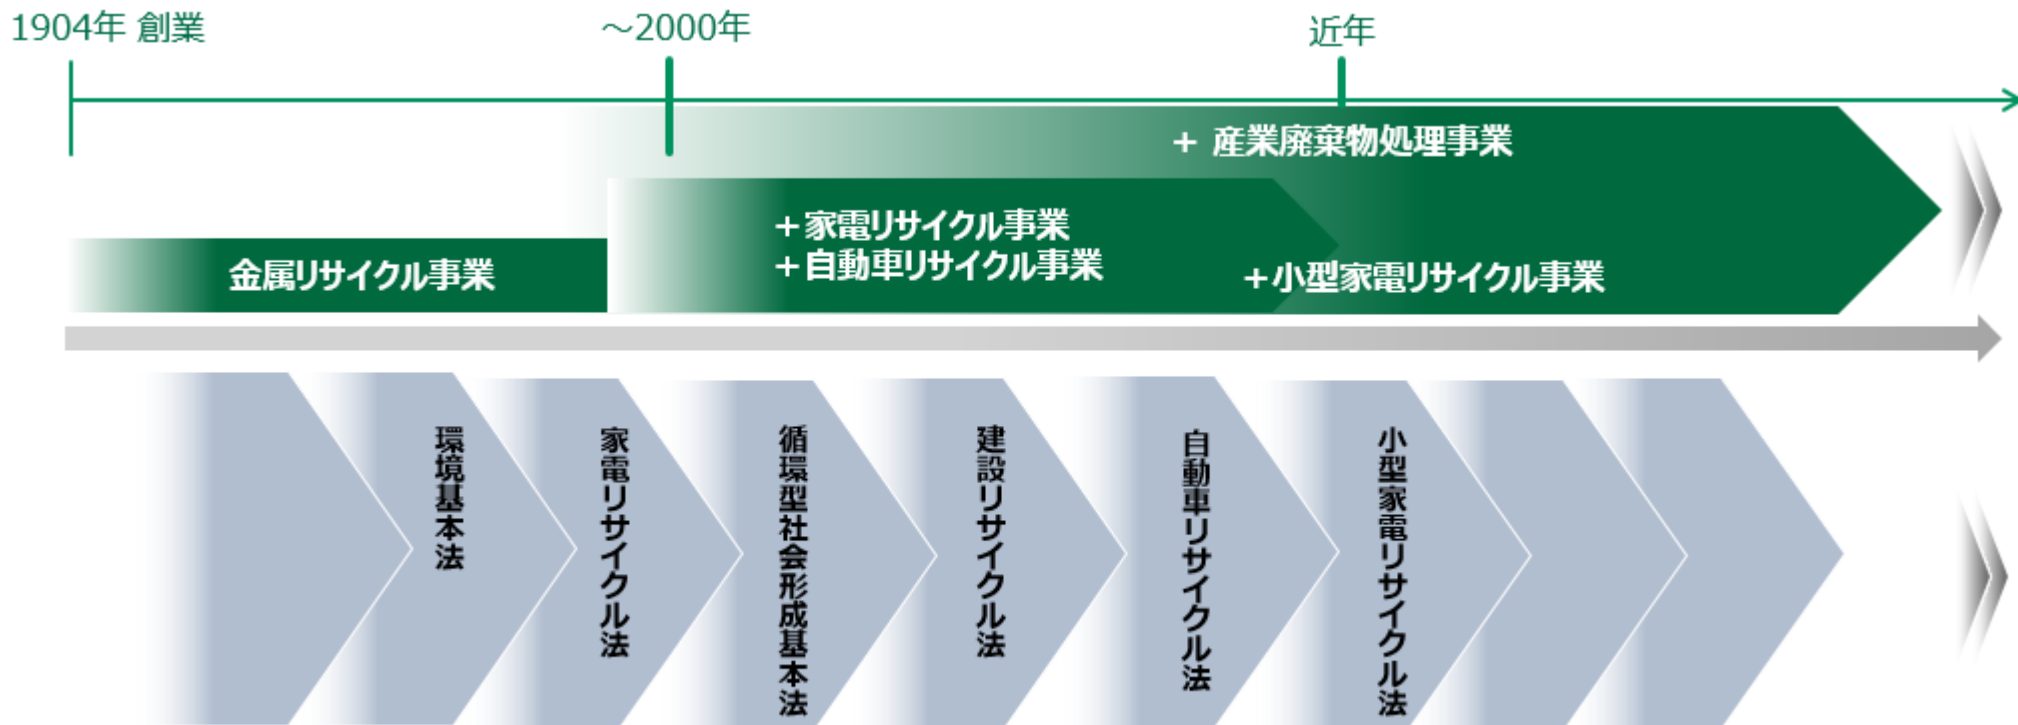 1904年 創業
～2000年
近年
＋ 産業廃棄物処理事業
＋家電リサイクル事業
＋自動車リサイクル事業
金属リサイクル事業
＋小型家電リサイクル事業
環境基本法
家電リサイクル法
循環型社会形成基本法
建設リサイクル法
自動車リサイクル法
小型家電リサイクル法